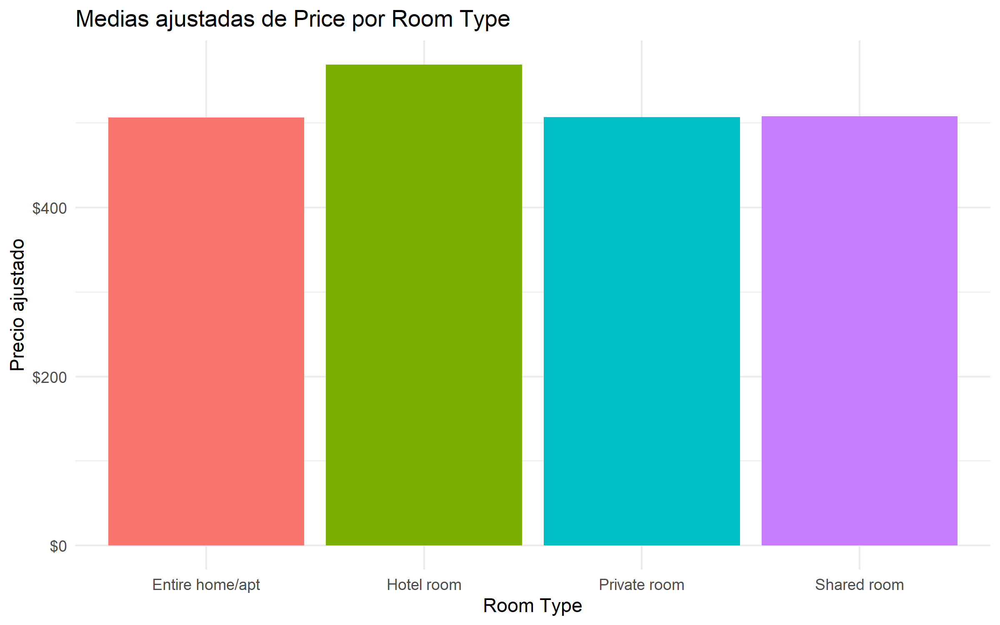 Medias ajustadas de Price por Room Type
Precio ajustado
$400
$200
$0
Entire home/apt
Hotel room
Private room
Shared room
Room Type